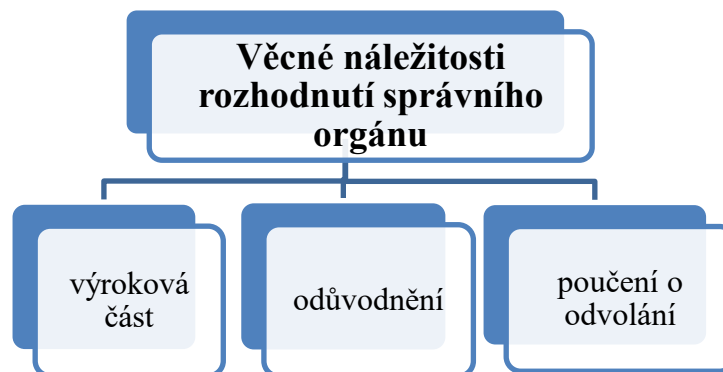 Věcné náležitosti
rozhodnutí správního
orgánu
výroková
část
odůvodnění
poučení o
odvolání